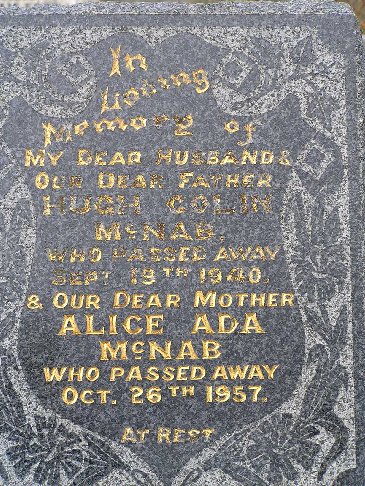 In
Loving
Memory of
MY DEAR HUSBAND &
OUR DEAR FATHER
HUGH COLIN
McNAB,
WHO PASSED AWAY
SEPT 19TH 1940.
& OUR DEAR MOTHER
ALICE ADA
McNAB
WHO PASSED AWAY
OCT. 26TH 1957.
AT REST